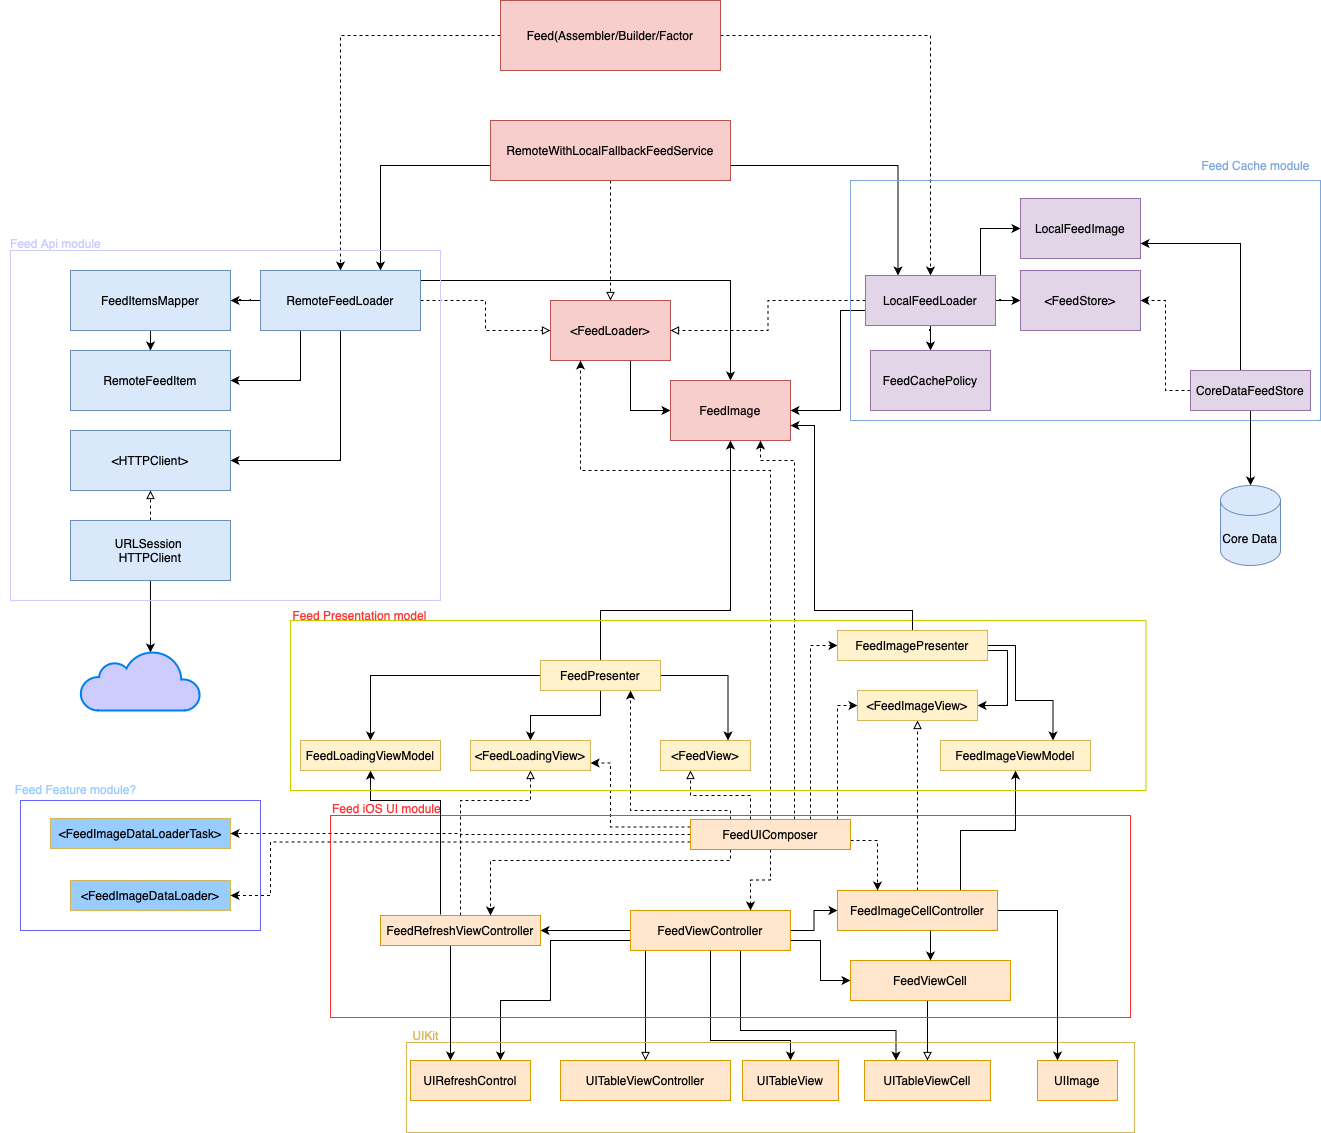 Feed(Assembler/Builder/Factor
RemoteWithLocalFallbackFeedService
Feed Cache module
LocalFeedImage
Feed Api module
FeedItemsMapper
RemoteFeedLoader
LocalFeedLoader
<FeedStore>
<FeedLoader>
RemoteFeedItem
FeedCachePolicy
CoreDataFeedStore
FeedImage
<HTTPClient>
URLSession
HTTPClient
Core Data
Feed Presentation model
FeedImagePresenter
FeedPresenter
<FeedImageView>
FeedLoadingViewModel
<FeedLoadingView>
<FeedView>
FeedImageViewModel
Feed Feature module?
Feed iOS UI module
<FeedImageDataLoaderTask>
FeedUIComposer
<FeedImageDataLoader>
FeedImageCellController
FeedRefreshViewController
FeedViewController
FeedViewCell
UIKit
UIRefreshControl
UITableViewController
UITableView
UITableViewCell
UIImage